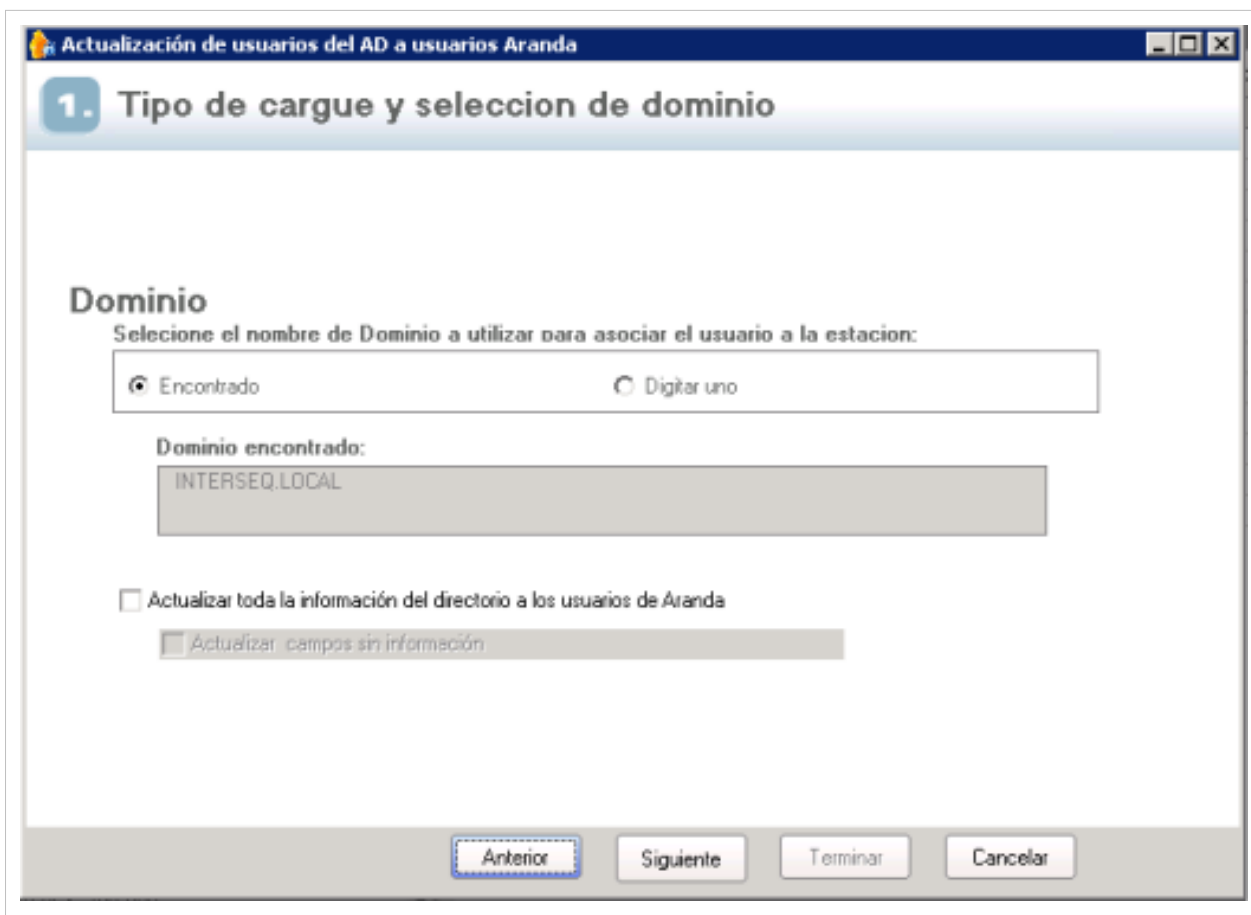 Actualización de usuarios del AD a usuarios Aranda
1. Tipo de cargue y seleccion de dominio
Dominio
Selecione el nombre de Dominio a utilizar para asociar el usuario a la estacion:
Encontrado
Digitar uno
Dominio encontrado:
INTERSEQ.LOCAL
Actualizar toda la información del directorio a los usuarios de Aranda
Actualizar campos sin información
Anterior
Siguiente
Terminar
Cancelar